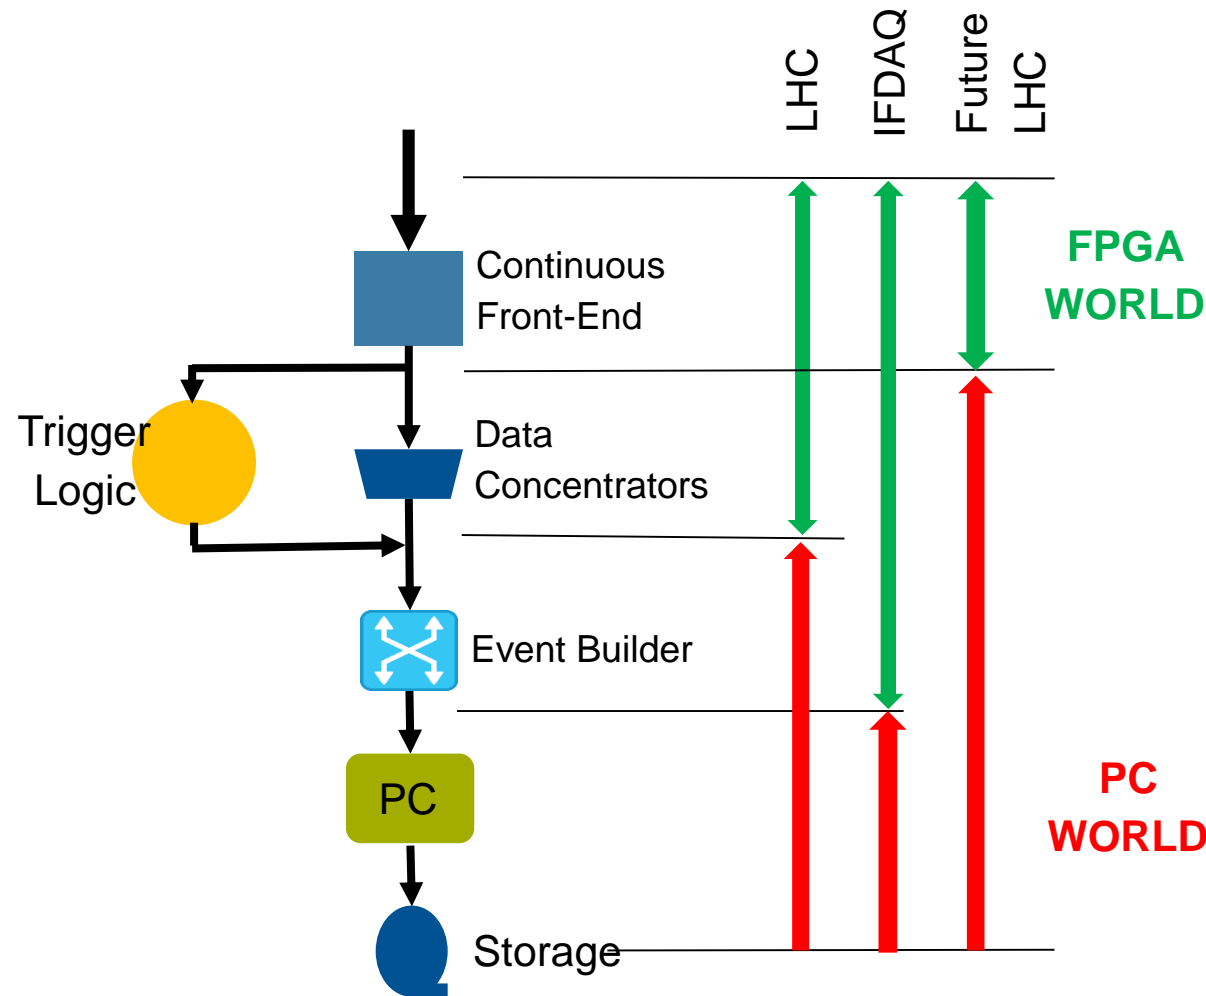 LHC
IFDAQ
Future
LHC
Continuous
Front-End
FPGA
WORLD
Trigger
Logic
Data
Concentrators
Event Builder
PC
PC
WORLD
Storage